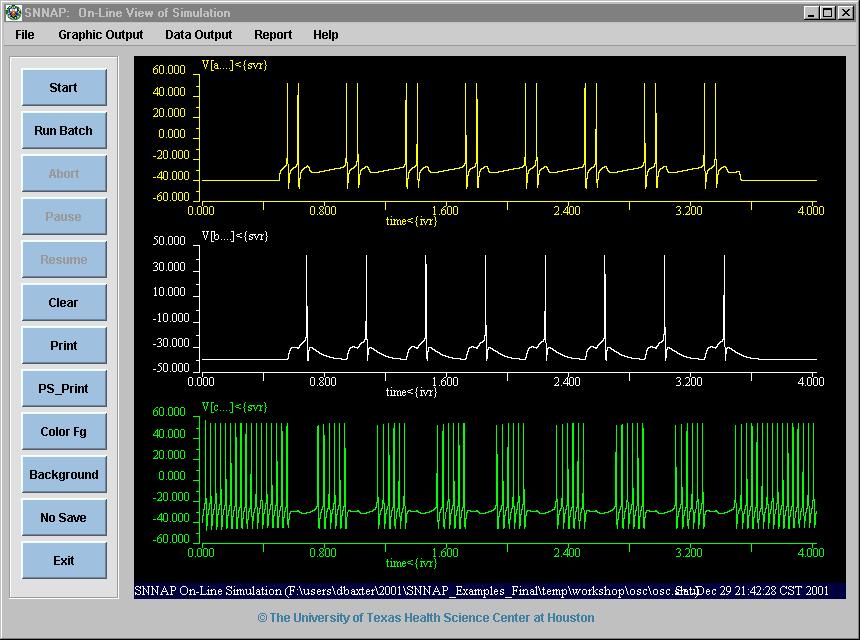 SNNAP: On-Line View of Simulation
File Graphic Output Data Output Report Help
Start
Run Batch
Abort
Pause
Resume
Clear
Print
PS_Print
Color Fg
Background
No Save
Exit
V[a....]<{svr}
60.000
40.000
20.000
0.000
-20.000
-40.000
-60.000
0.000 0.800 1.600 2.400 3.200 4.000
time<{ivr}
V[b....]<{svr}
50.000
30.000
10.000
-10.000
-30.000
-50.000
0.000 0.800 1.600 2.400 3.200 4.000
time<{ivr}
V[c....]<{svr}
60.000
40.000
20.000
0.000
-20.000
-40.000
-60.000
0.000 0.800 1.600 2.400 3.200 4.000
time<{ivr}
SNNAP On-Line Simulation (F:\users\dbaxter\2001\SNNAP_Examples_Final\temp\workshop\osc\osc. Dec 29 21:42:28 CST 2001
© The University of Texas Health Science Center at Houston